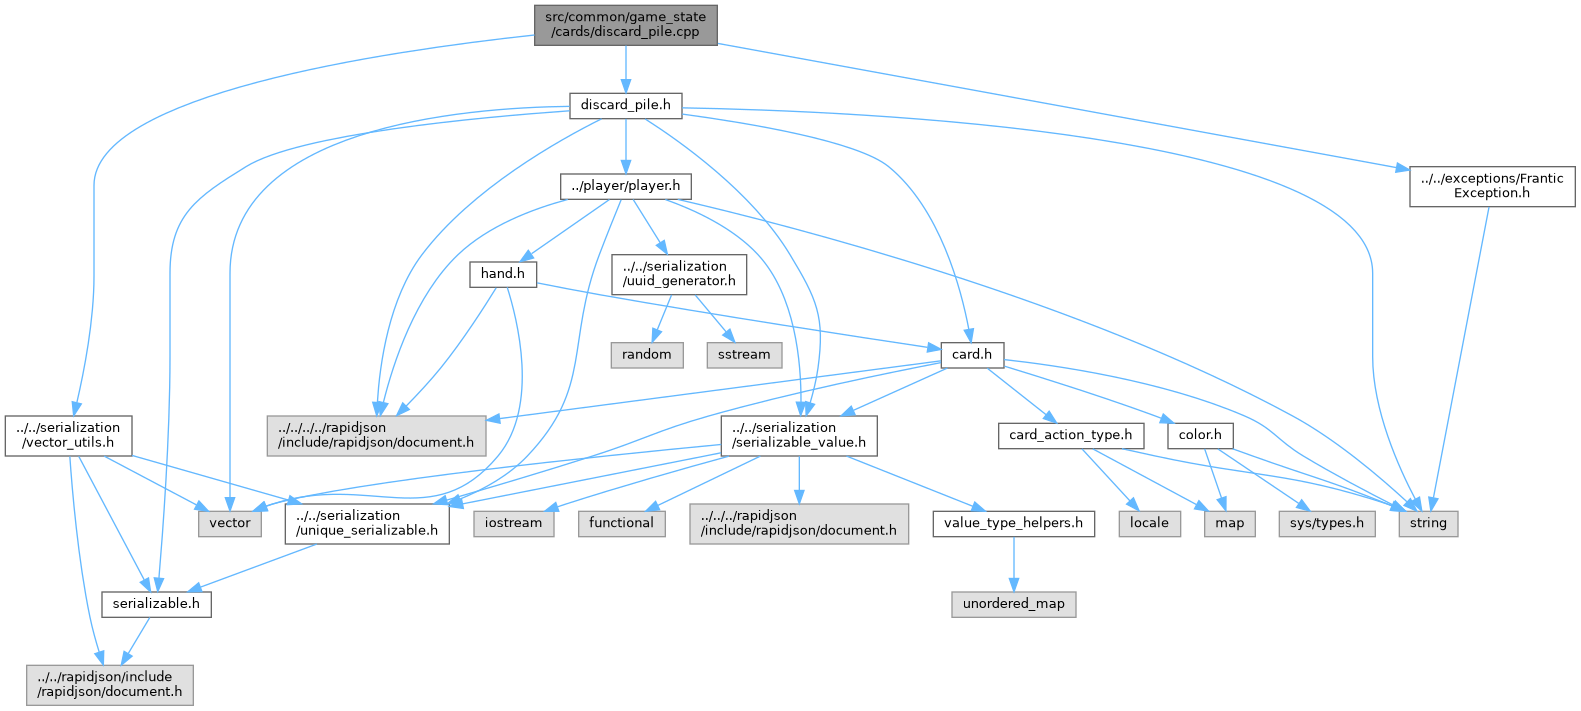 src/common/game_state
/cards/discard_pile.cpp
discard_pile.h
../player/player.h
../../exceptions/Frantic
Exception.h
hand.h
../../serialization
/uuid_generator.h
random
sstream
card.h
../../serialization
/vector_utils.h
../../../../rapidjson
/include/rapidjson/document.h
../../serialization
/serializable_value.h
card_action_type.h
color.h
vector
../../serialization
/unique_serializable.h
iostream
functional
../../../rapidjson
/include/rapidjson/document.h
value_type_helpers.h
locale
map
sys/types.h
string
serializable.h
unordered_map
../../rapidjson/include
/rapidjson/document.h